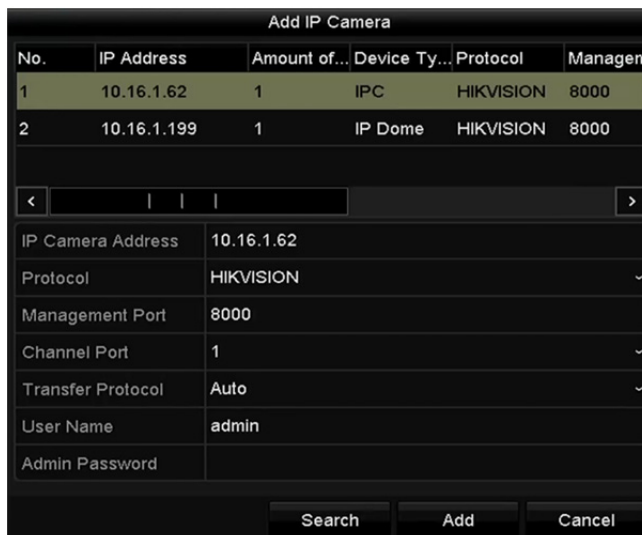 Add IP Camera
No. IP Address Amount of... Device Ty... Protocol Managem
1 10.16.1.62 1 IPC HIKVISION 8000
2 10.16.1.199 1 IP Dome HIKVISION 8000
IP Camera Address 10.16.1.62
Protocol HIKVISION
Management Port 8000
Channel Port 1
Transfer Protocol Auto
User Name admin
Admin Password
Search Add Cancel